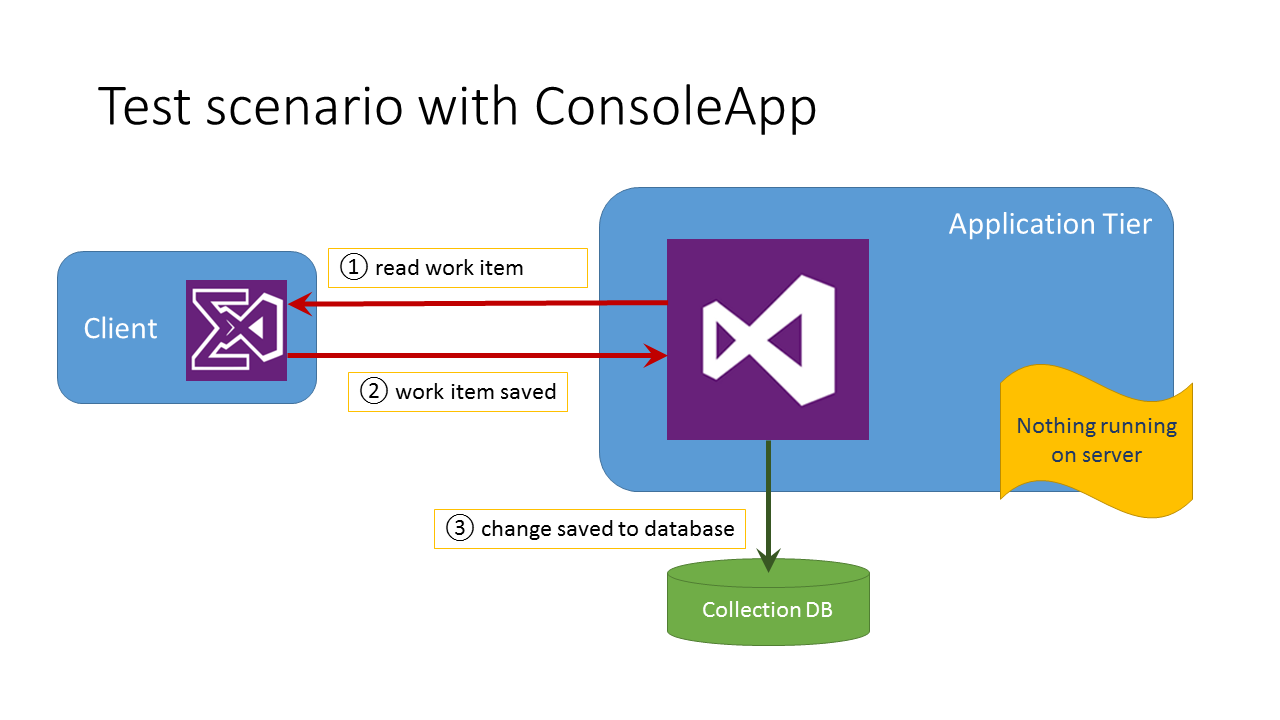 Test scenario with ConsoleApp
Application Tier
① read work item
Client
② work item saved
Nothing running
on server
③ change saved to database
Collection DB